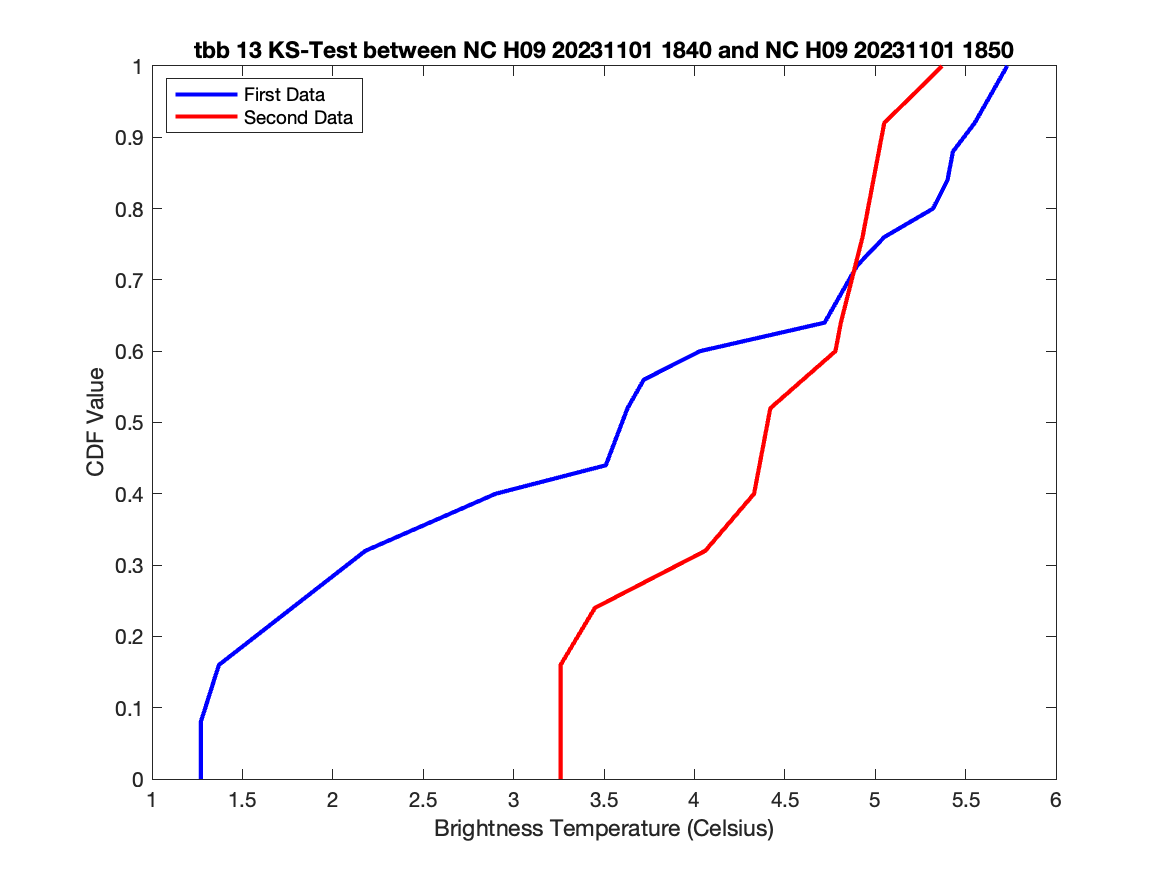 tbb 13 KS-Test between NC H09 20231101 1840 and NC H09 20231101 1850
First Data
Second Data
1
0.9
0.8
0.7
0.6
0.5
0.4
0.3
0.2
0.1
0
CDF Value
1 1.5 2 2.5 3 3.5 4 4.5 5 5.5 6
Brightness Temperature (Celsius)